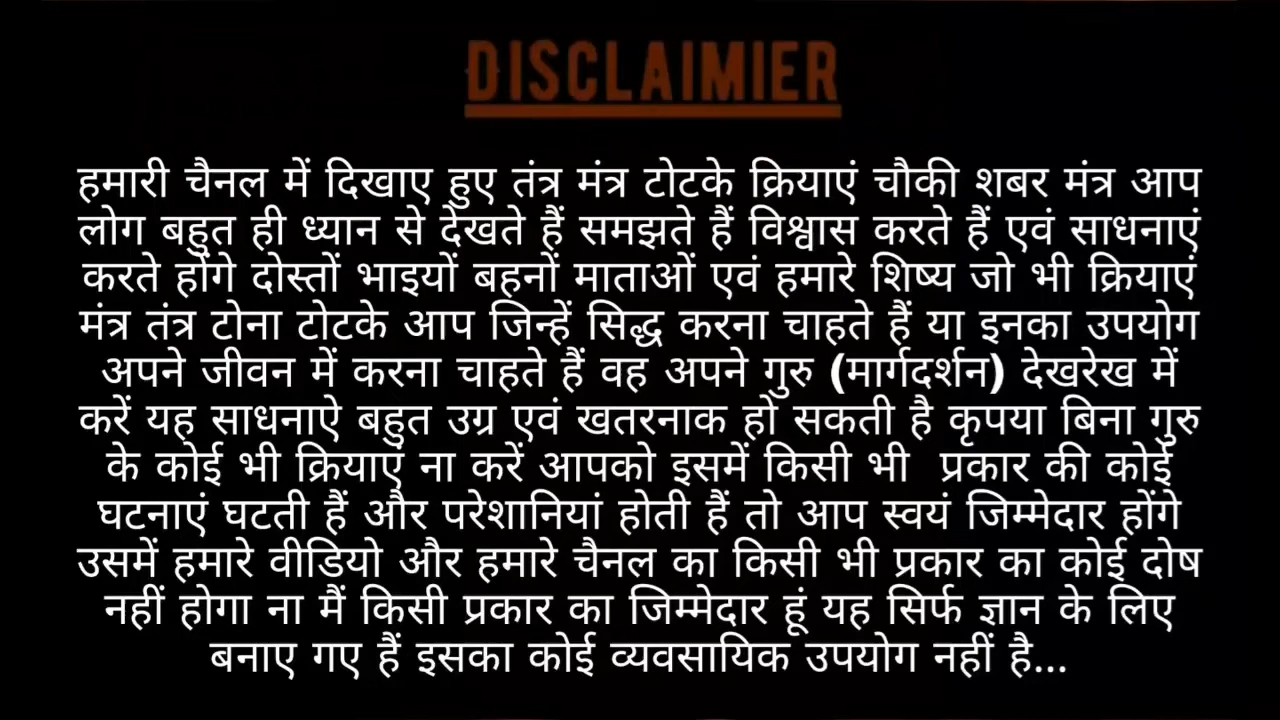 DISCLAIMIER
हमारी चैनल में दिखाए हुए तंत्र मंत्र टोटके क्रियाएं चौकी शबर मंत्र आप
लोग बहुत ही ध्यान से देखते हैं समझते हैं विश्वास करते हैं एवं साधनाएं
करते होंगे दोस्तों भाइयों बहनों माताओं एवं हमारे शिष्य जो भी क्रियाएं
मंत्र तंत्र टोना टोटके आप जिन्हें सिद्ध करना चाहते हैं या इनका उपयोग
अपने जीवन में करना चाहते हैं वह अपने गुरु (मार्गदर्शन) देखरेख में
करें यह साधनाऐ बहुत उग्र एवं खतरनाक हो सकती है कृपया बिना गुरु
के कोई भी क्रियाएं ना करें आपको इसमें किसी भी  प्रकार की कोई
घटनाएं घटती हैं और परेशानियां होती हैं तो आप स्वयं जिम्मेदार होंगे
उसमें हमारे वीडियो और हमारे चैनल का किसी भी प्रकार का कोई दोष
नहीं होगा ना मैं किसी प्रकार का जिम्मेदार हूं यह सिर्फ ज्ञान के लिए
बनाए गए हैं इसका कोई व्यवसायिक उपयोग नहीं है...